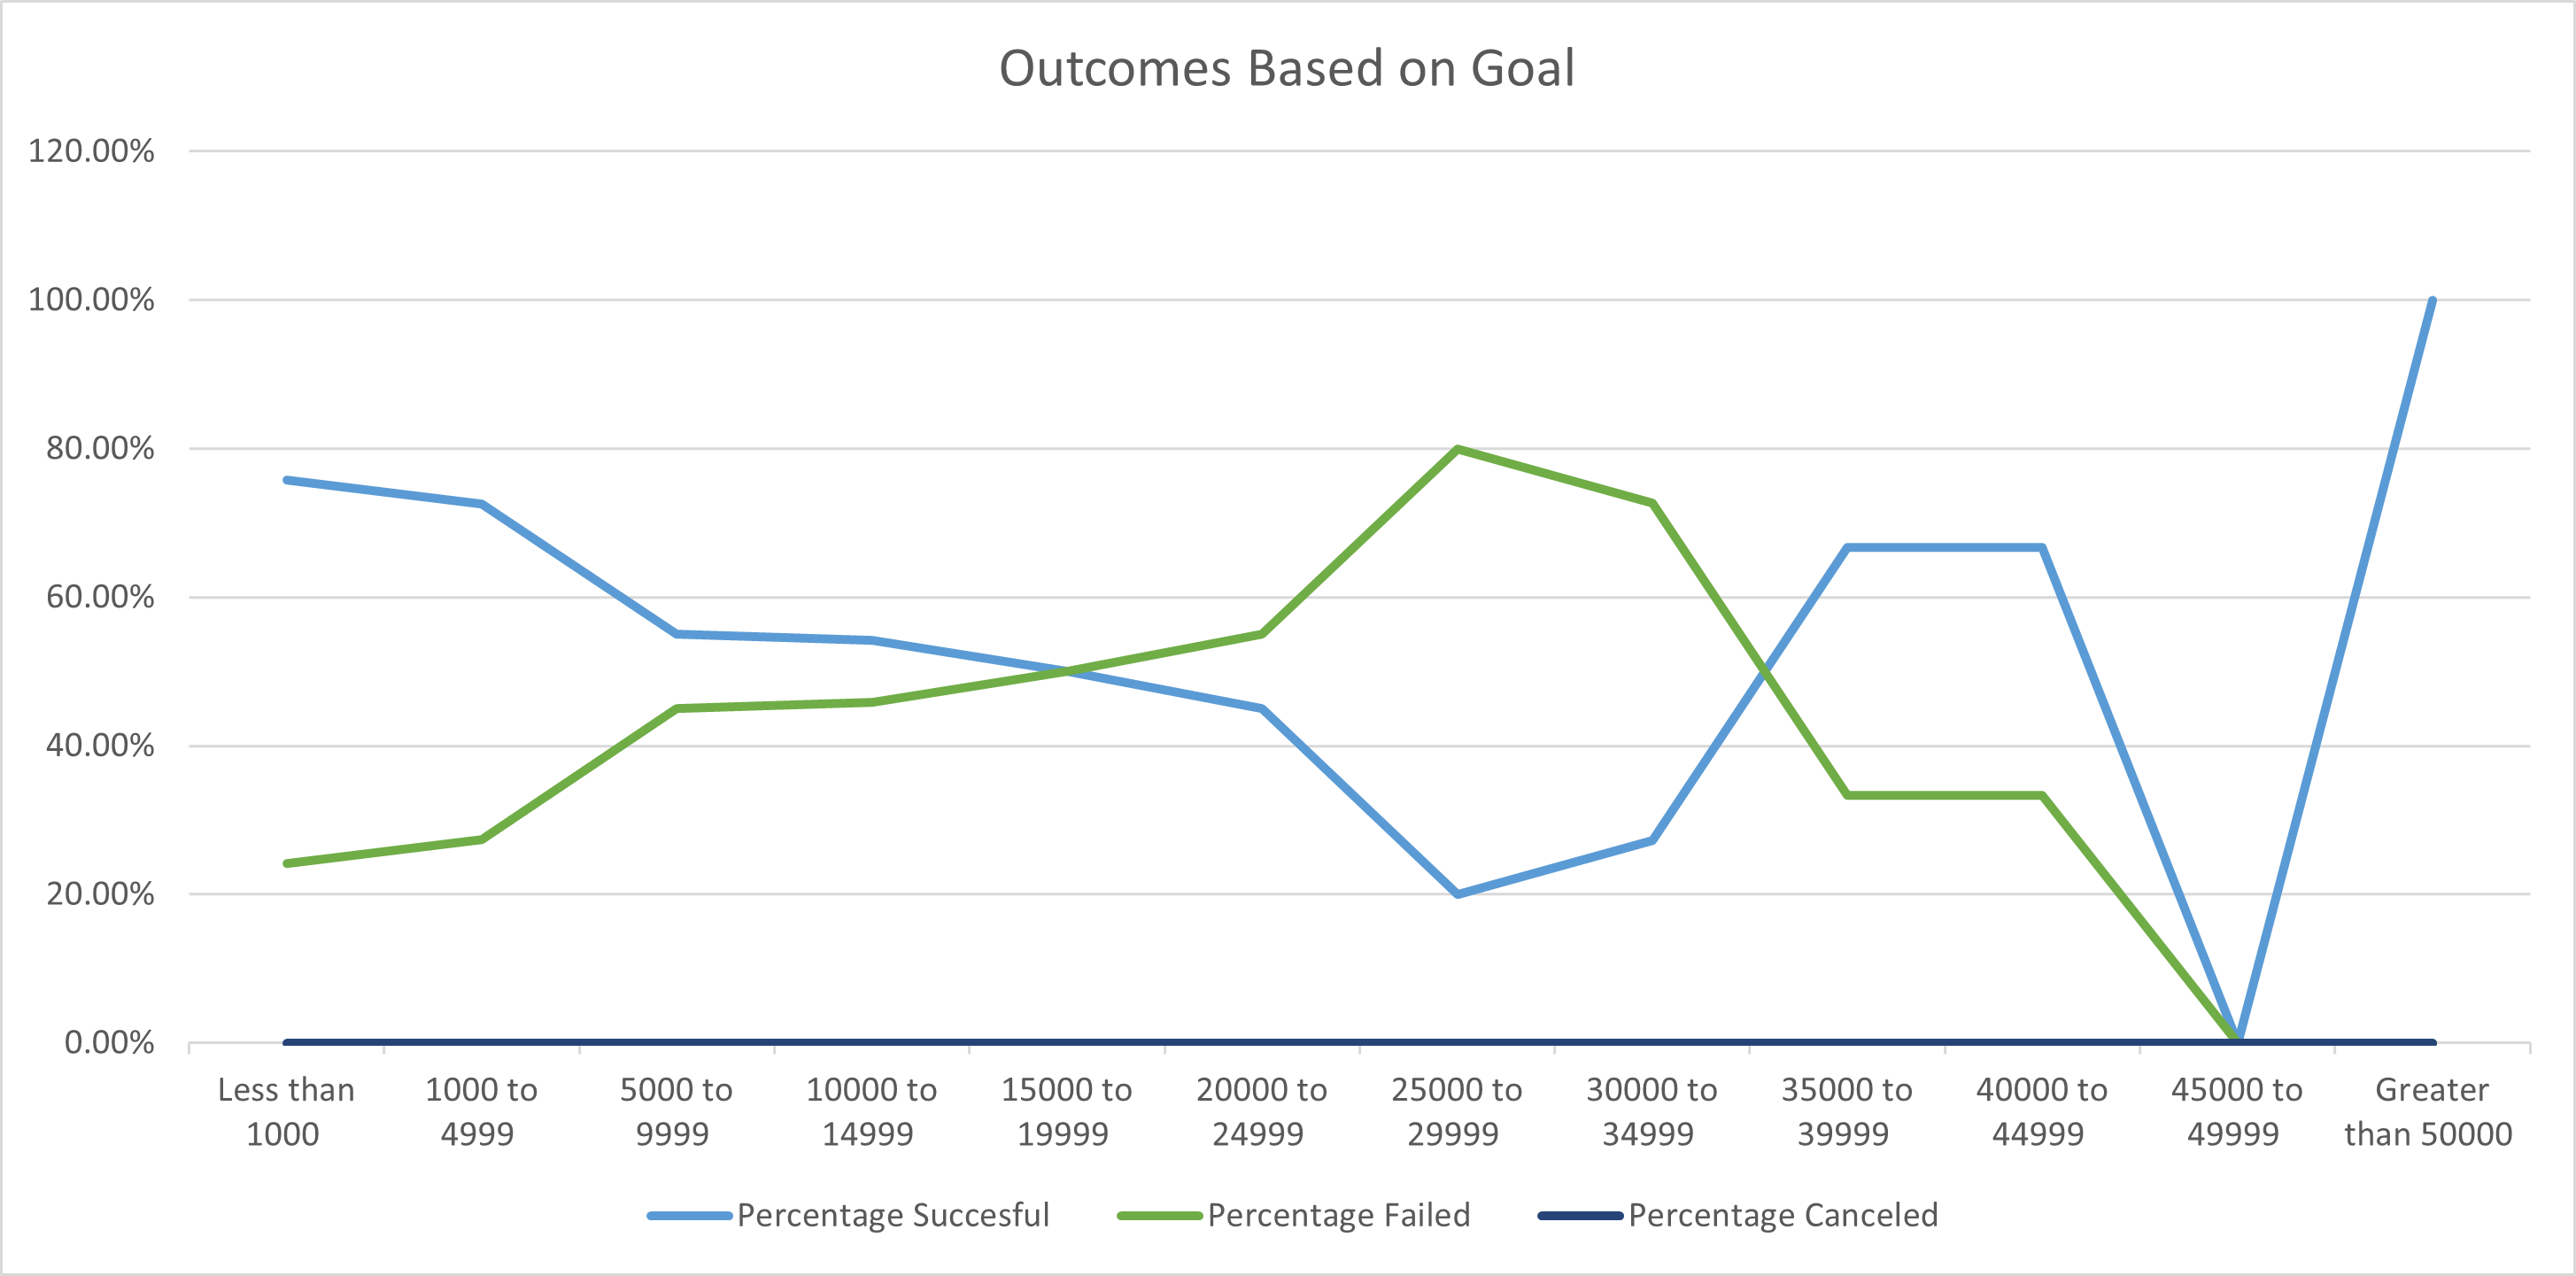 Outcomes Based on Goal
120.00%
100.00%
80.00%
60.00%
40.00%
20.00%
0.00%
Less than 1000
1000 to 4999
5000 to 9999
10000 to 14999
15000 to 19999
20000 to 24999
25000 to 29999
30000 to 34999
35000 to 39999
40000 to 44999
45000 to 49999
Greater than 50000
Percentage Succesful
Percentage Failed
Percentage Canceled